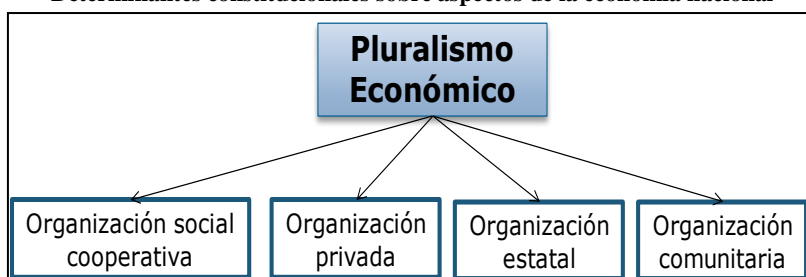 Determinantes constitucionales sobre aspectos de la economía nacional
Pluralismo
Económico
Organización social
cooperativa
Organización
privada
Organización
estatal
Organización
comunitaria